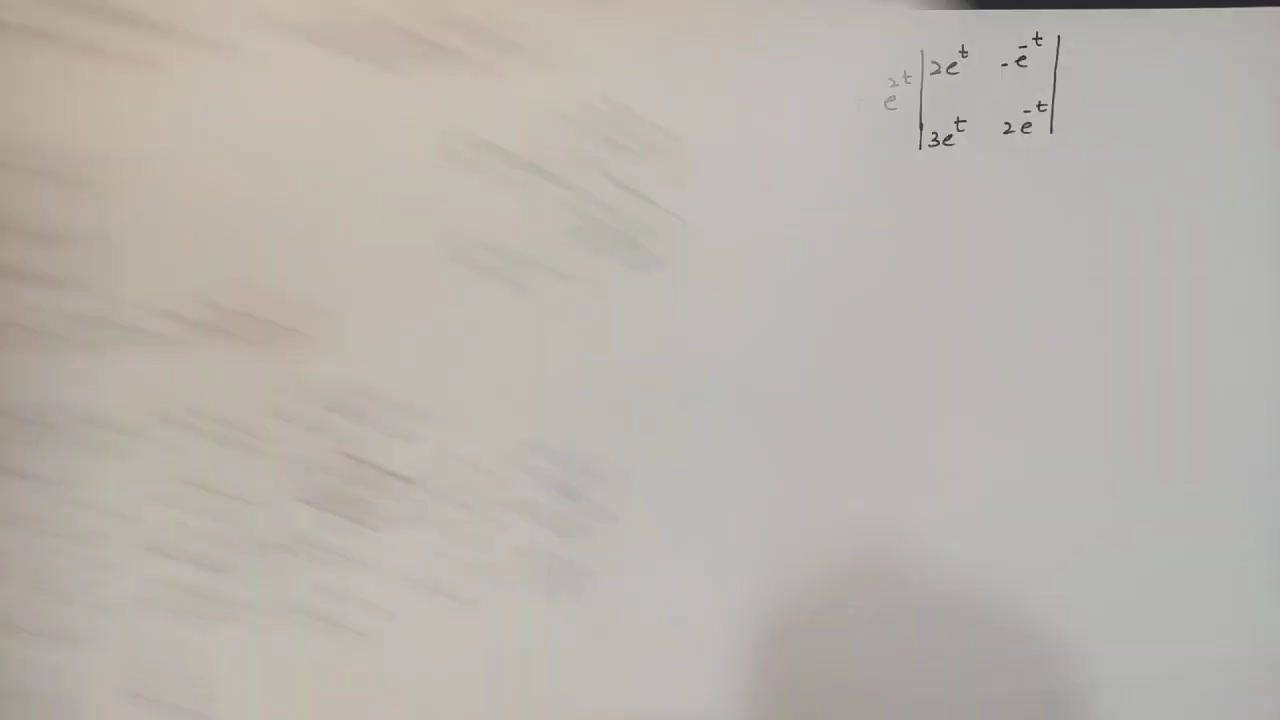 e^{2t} | 2e^t -e^{-t} |
| 3e^t 2e^{-t} |